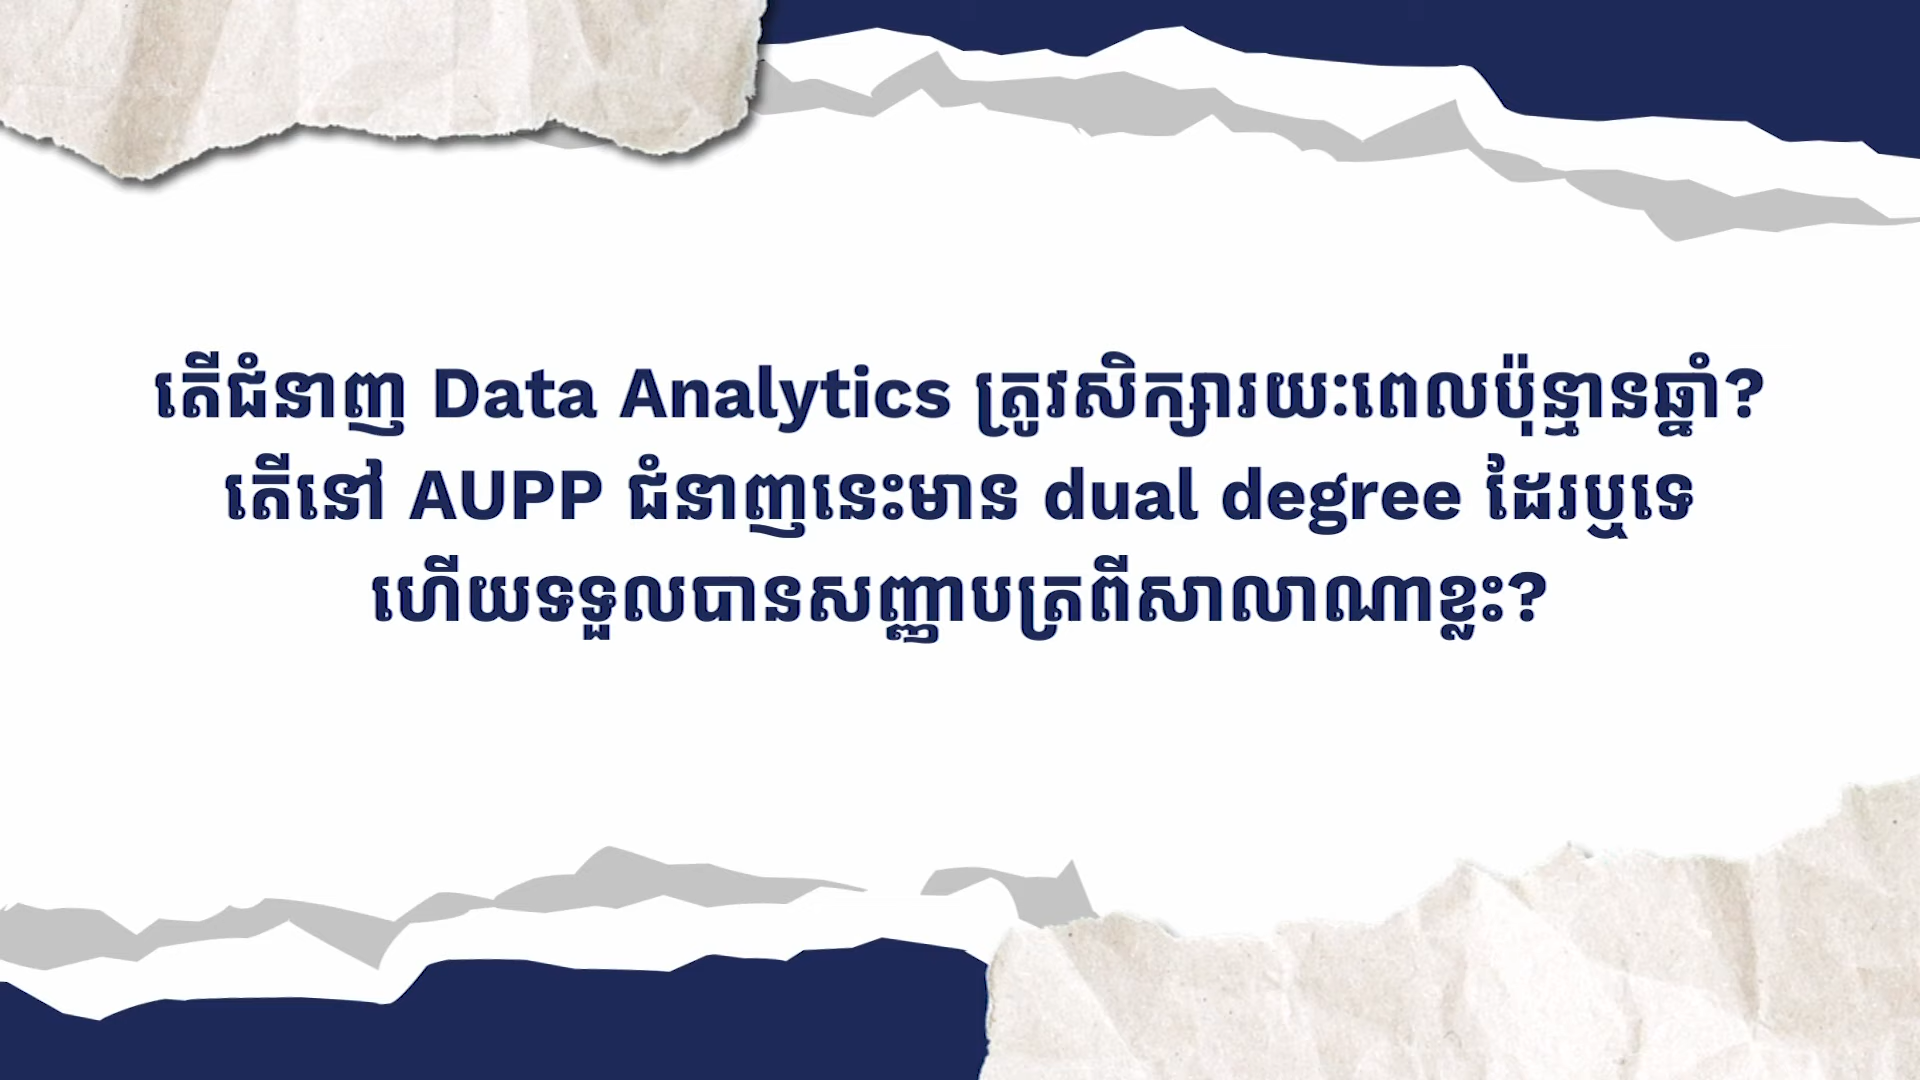 តើជំនាញ Data Analytics ត្រូវសិក្សារយៈពេលប៉ុន្មានឆ្នាំ?
តើនៅ AUPP ជំនាញនេះមាន dual degree ដែរឬទេ
ហើយទទួលបានសញ្ញាបត្រពីសាលាណាខ្លះ?